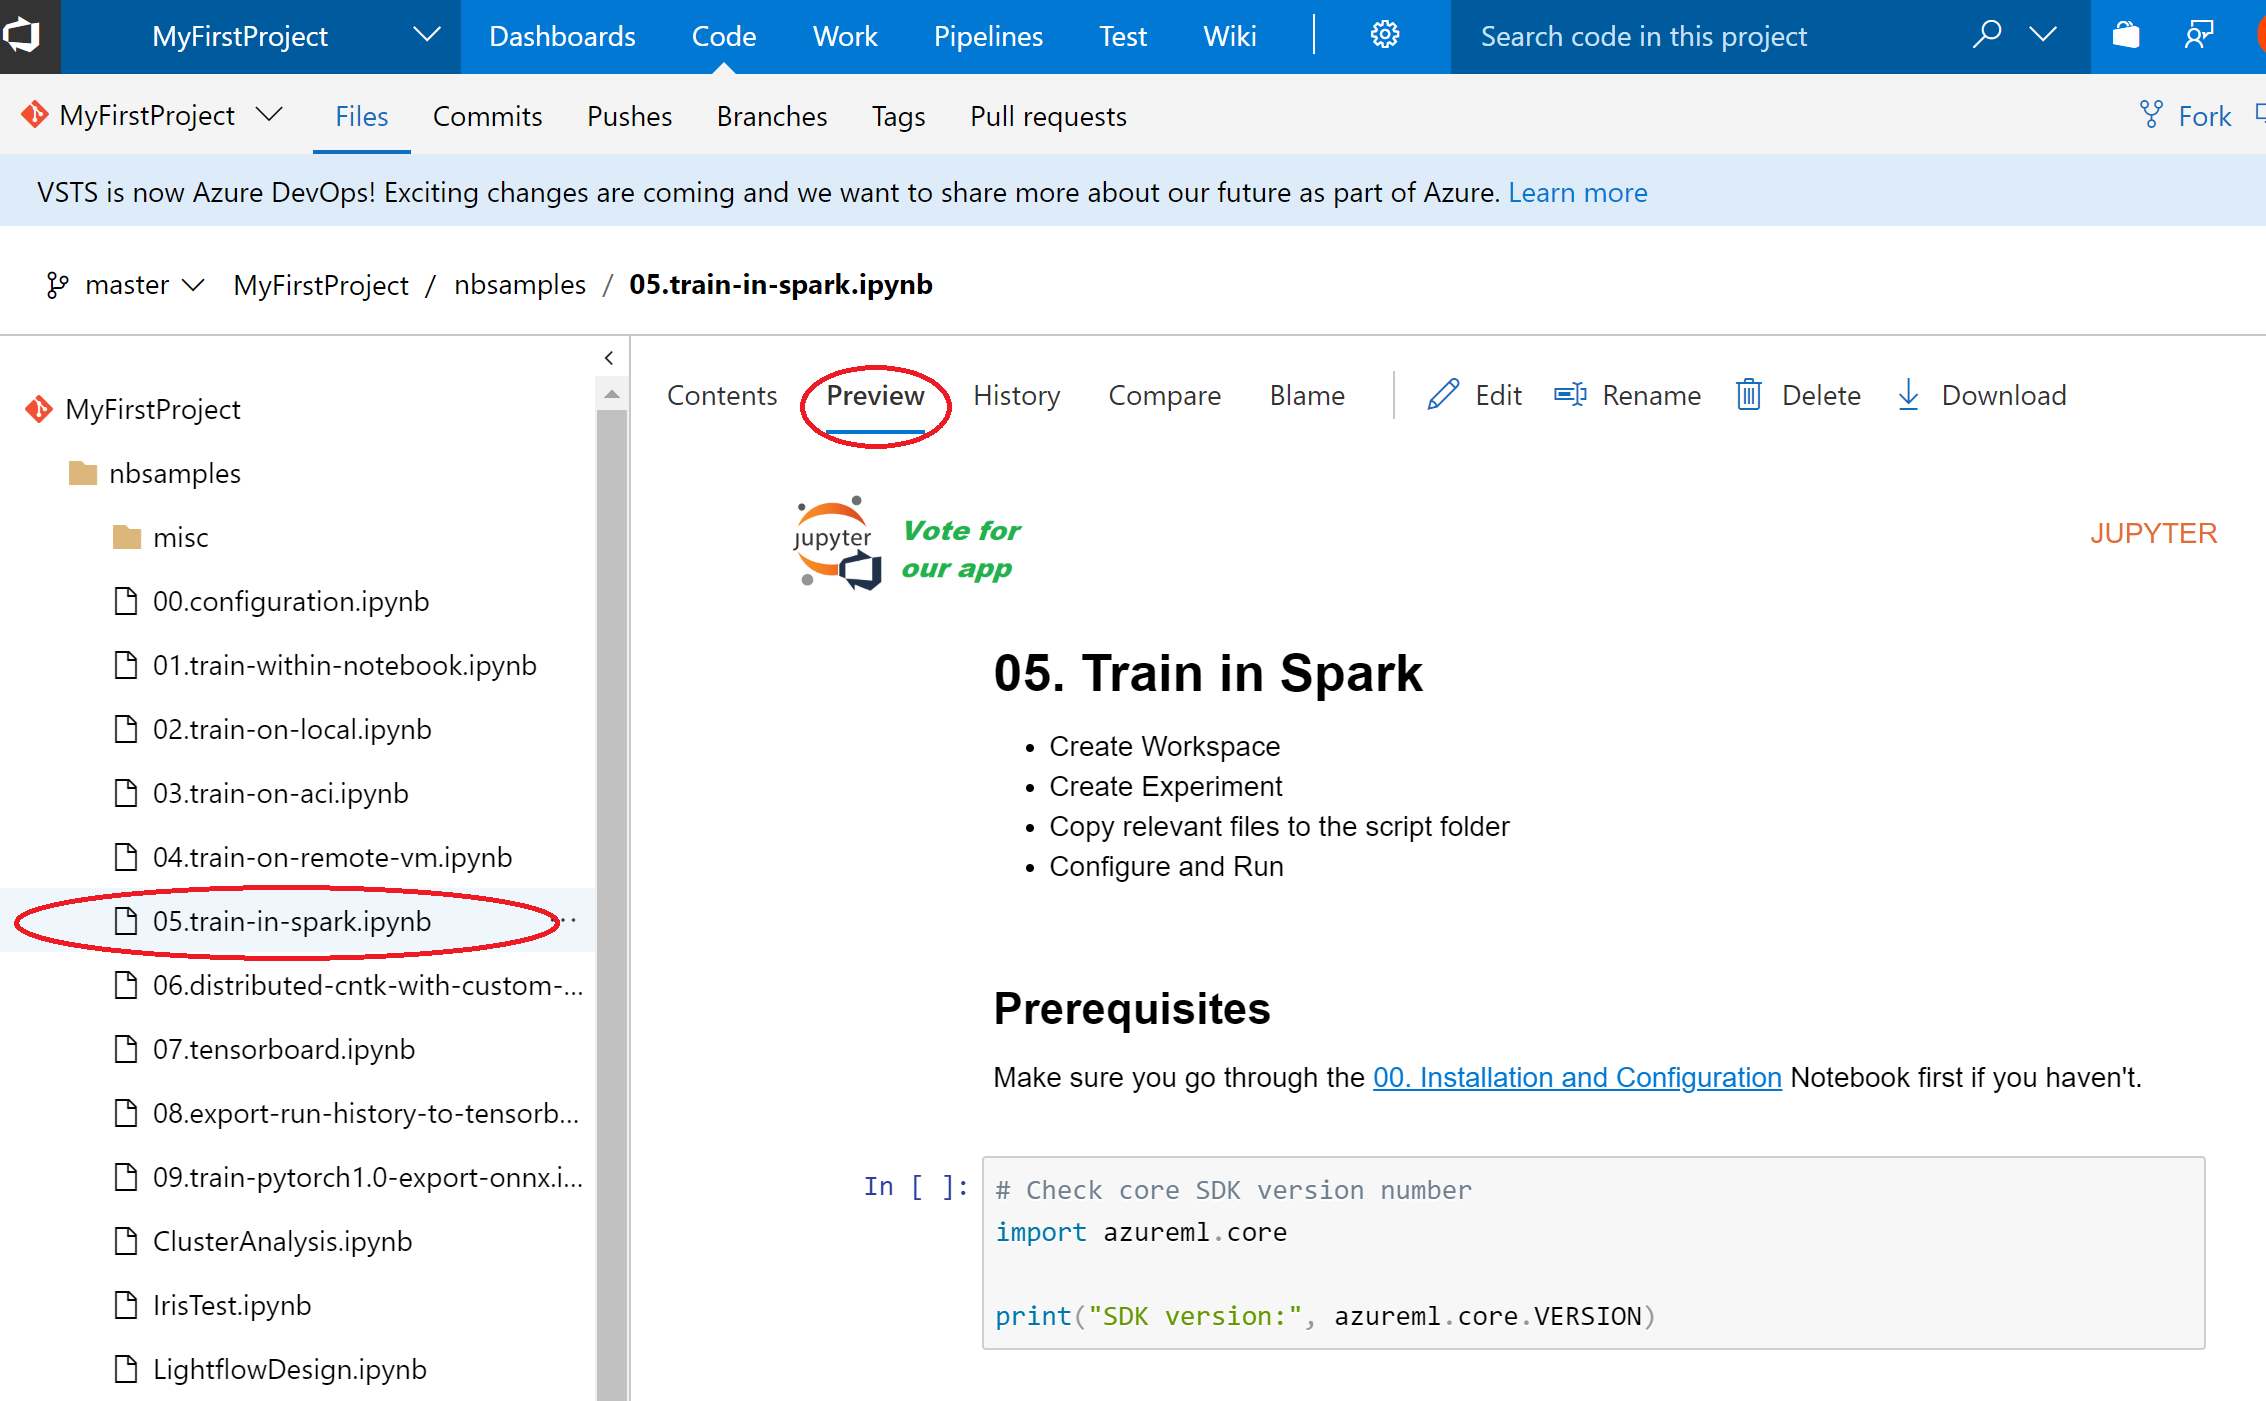 MyFirstProject Dashboards Code Work Pipelines Test Wiki Search code in this project
MyFirstProject Files Commits Pushes Branches Tags Pull requests Fork
VSTS is now Azure DevOps! Exciting changes are coming and we want to share more about our future as part of Azure. Learn more
master MyFirstProject / nbsamples / 05.train-in-spark.ipynb
MyFirstProject
nbsamples
misc
00.configuration.ipynb
01.train-within-notebook.ipynb
02.train-on-local.ipynb
03.train-on-aci.ipynb
04.train-on-remote-vm.ipynb
05.train-in-spark.ipynb
06.distributed-cntk-with-custom-...
07.tensorboard.ipynb
08.export-run-history-to-tensorb...
09.train-pytorch1.0-export-onnx.i...
ClusterAnalysis.ipynb
IrisTest.ipynb
LightflowDesign.ipynb
Contents Preview History Compare Blame Edit Rename Delete Download
jupyter
Vote for
our app
JUPYTER
05. Train in Spark
• Create Workspace
• Create Experiment
• Copy relevant files to the script folder
• Configure and Run
Prerequisites
Make sure you go through the 00. Installation and Configuration Notebook first if you haven't.
In [ ]:
# Check core SDK version number
import azureml.core
print("SDK version:", azureml.core.VERSION)